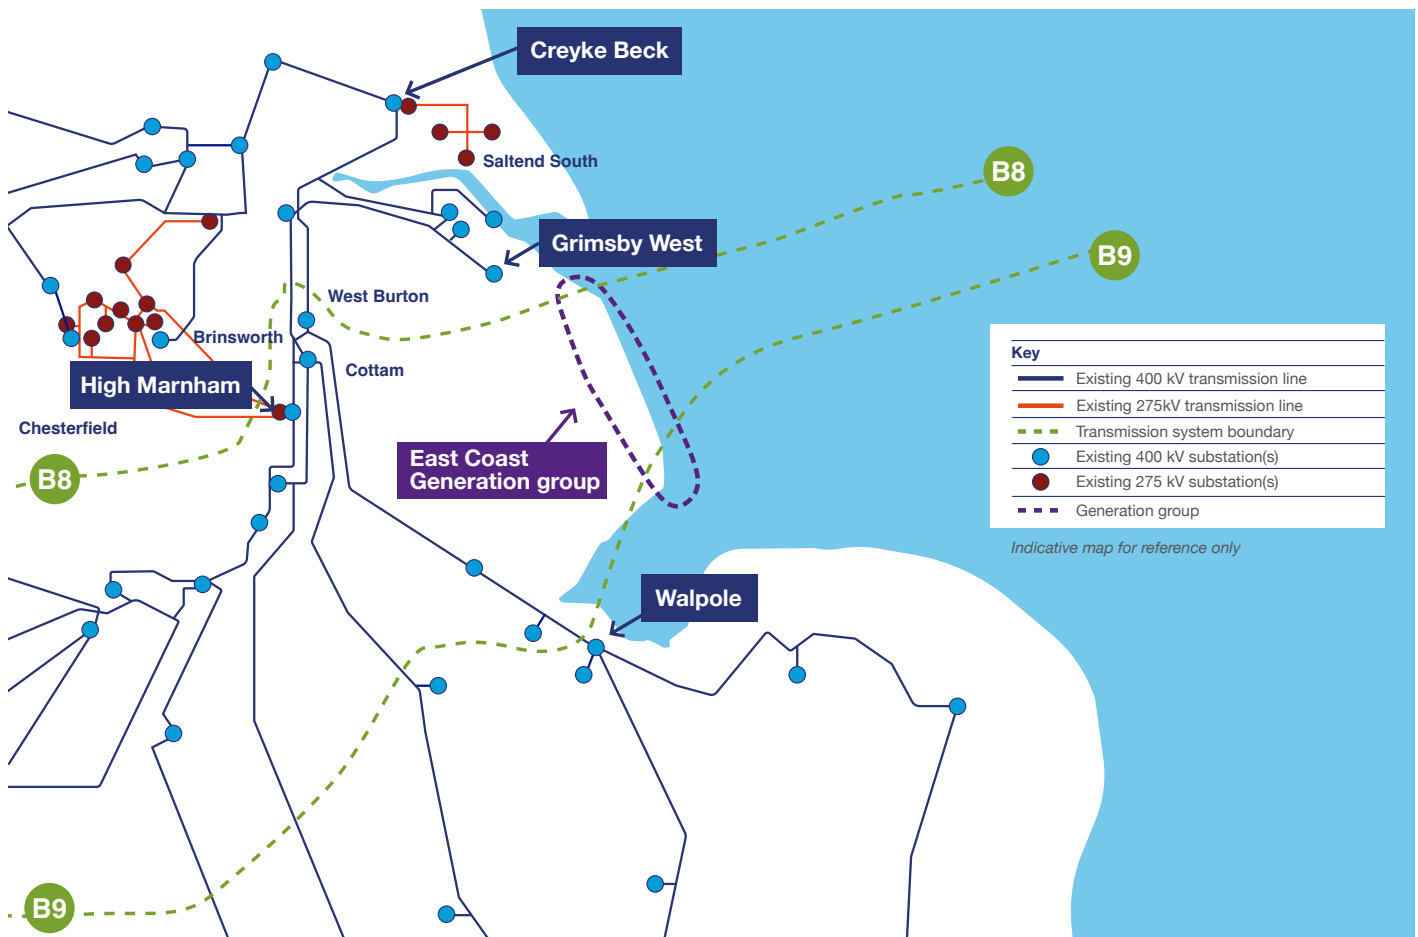 Creyke Beck
Saltend South
B8
Grimsby West
B9
West Burton
Brinsworth
Cottam
High Marnham
Chesterfield
B8
East Coast
Generation group
Key
Existing 400 kV transmission line
Existing 275kV transmission line
Transmission system boundary
Existing 400 kV substation(s)
Existing 275 kV substation(s)
Generation group
Indicative map for reference only
Walpole
B9